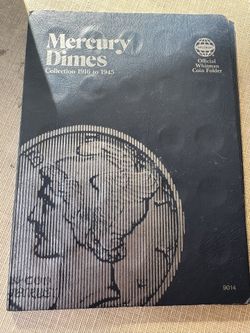 Mercury
Dimes
Collection 1916 to 1945
Official
Whitman
Coin Folder
9014